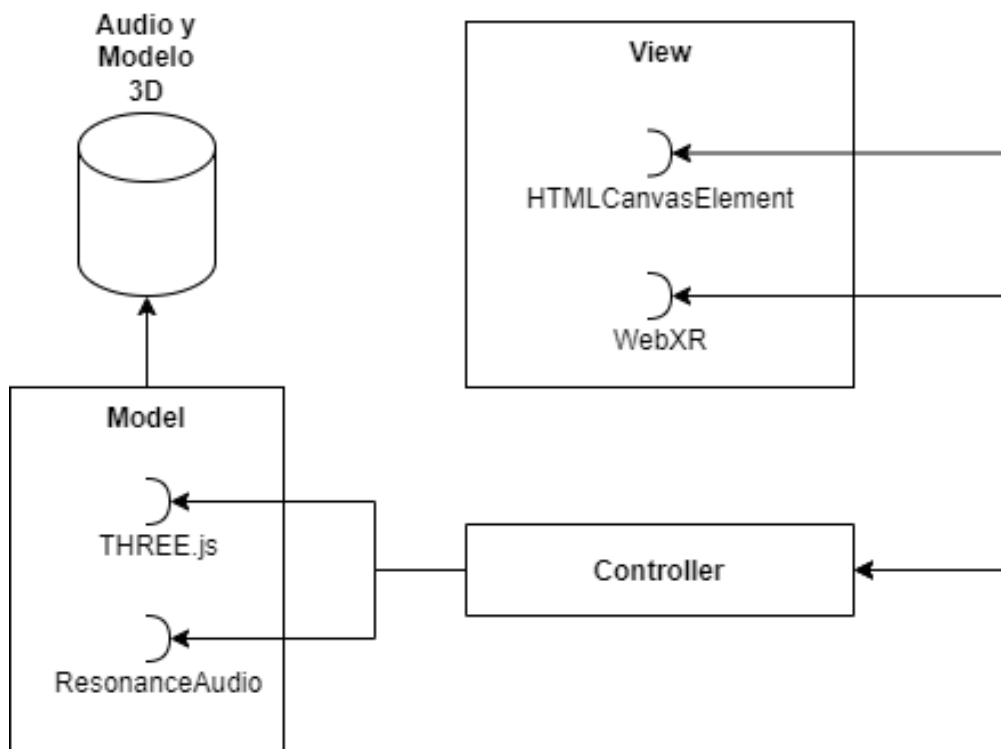 Audio y
Modelo
3D
View
HTMLCanvasElement
WebXR
Model
THREE.js
ResonanceAudio
Controller